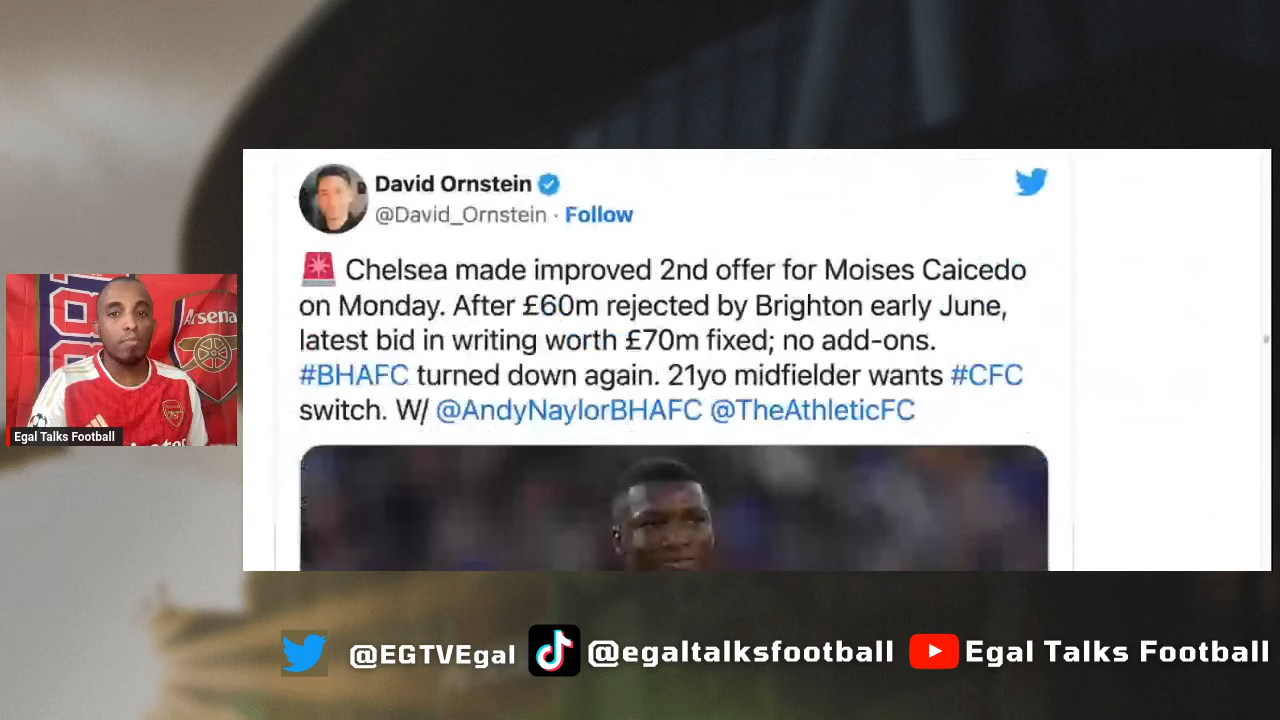 David Ornstein
@David_Ornstein · Follow
🚨 Chelsea made improved 2nd offer for Moises Caicedo
on Monday. After £60m rejected by Brighton early June,
latest bid in writing worth £70m fixed; no add-ons.
#BHAFC turned down again. 21yo midfielder wants #CFC
switch. W/ @AndyNaylorBHAFC @TheAthleticFC
Arsenal
Egal Talks Football
@EGTVEgal @egaltalksfootball Egal Talks Football